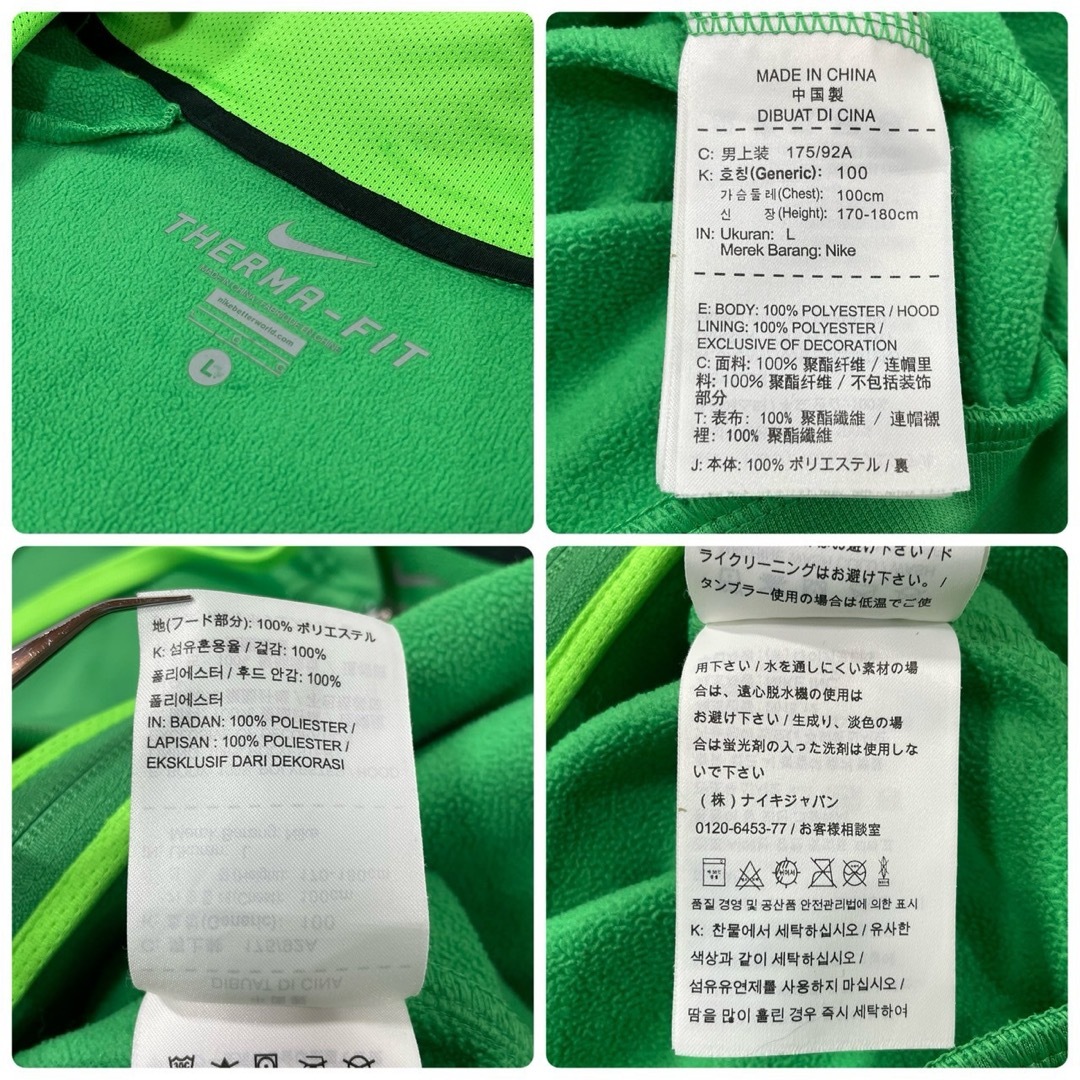 THERMA-FIT
nikebetterworld.com
L
MADE IN CHINA
中国製
DIBUAT DI CINA
C: 男上装 175/92A
K: 호칭(Generic): 100
가슴둘레(Chest): 100cm
신 장(Height): 170-180cm
IN: Ukuran: L
Merek Barang: Nike
E: BODY: 100% POLYESTER / HOOD
LINING: 100% POLYESTER /
EXCLUSIVE OF DECORATION
C: 面料: 100% 聚酯纤维 / 连帽里
料: 100% 聚酯纤维 / 不包括装饰
部分
T: 表布: 100% 聚酯纖維 / 連帽襯
裡: 100% 聚酯纖維
J: 本体: 100% ポリエステル / 裏
地(フード部分): 100% ポリエステル
K: 섬유혼용율 / 겉감: 100%
폴리에스터 / 후드 안감: 100%
폴리에스터
IN: BADAN: 100% POLIESTER /
LAPISAN : 100% POLIESTER /
EKSKLUSIF DARI DEKORASI
お避け下さい / ド
ライクリーニングはお避け下さい。 /
タンブラー使用の場合は低温でご使
用下さい / 水を通しにくい素材の場
合は、遠心脱水機の使用は
お避け下さい / 生成り、淡色の場
合は蛍光剤の入った洗剤は使用しな
いで下さい
(株) ナイキジャパン
0120-6453-77 / お客様相談室
품질 경영 및 공산품 안전관리법에 의한 표시
K: 찬물에서 세탁하십시오 / 유사한
색상과 같이 세탁하십시오 /
섬유유연제를 사용하지 마십시오 /
땀을 많이 흘린 경우 즉시 세탁하여